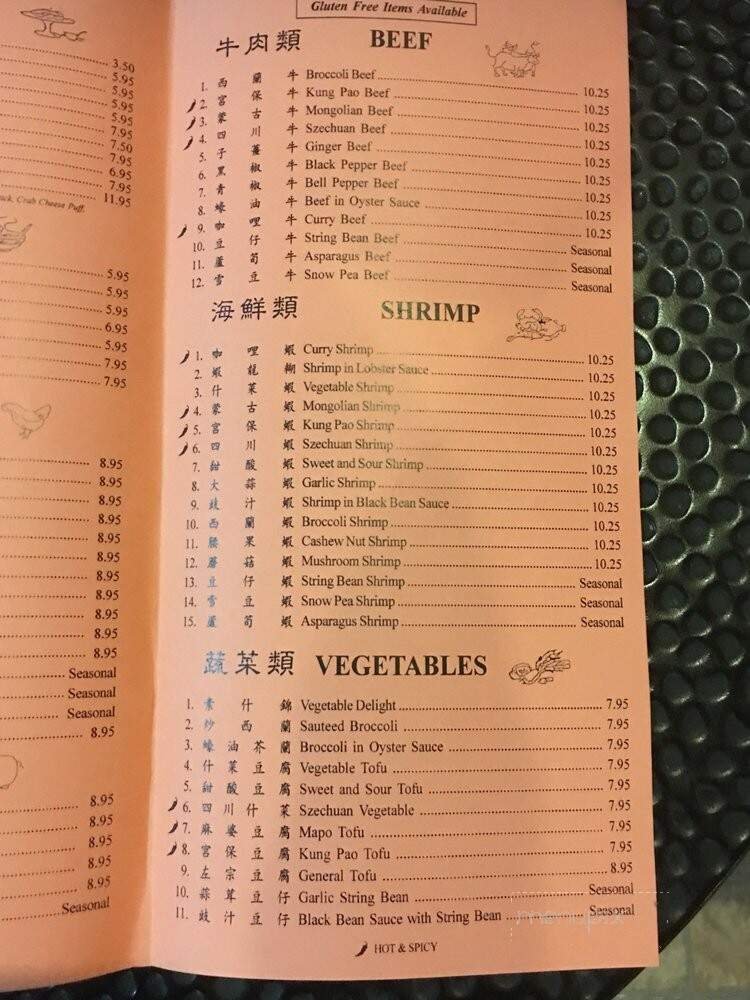 Gluten Free Items Available
牛肉類 BEEF
1. 西蘭牛 Broccoli Beef 10.25
2. 宮保牛 Kung Pao Beef 10.25
3. 蒙古牛 Mongolian Beef 10.25
4. 四川牛 Szechuan Beef 10.25
5. 子薑牛 Ginger Beef 10.25
6. 黑椒牛 Black Pepper Beef 10.25
7. 青椒牛 Bell Pepper Beef 10.25
8. 蠔油牛 Beef in Oyster Sauce 10.25
9. 咖哩牛 Curry Beef 10.25
10. 豆仔牛 String Bean Beef Seasonal
11. 蘆筍牛 Asparagus Beef Seasonal
12. 雪豆牛 Snow Pea Beef Seasonal
海鮮類 SHRIMP
1. 咖哩蝦 Curry Shrimp 10.25
2. 蝦龍糊 Shrimp in Lobster Sauce 10.25
3. 什菜蝦 Vegetable Shrimp 10.25
4. 蒙古蝦 Mongolian Shrimp 10.25
5. 宮保蝦 Kung Pao Shrimp 10.25
6. 四川蝦 Szechuan Shrimp 10.25
7. 甜酸蝦 Sweet and Sour Shrimp 10.25
8. 大蒜蝦 Garlic Shrimp 10.25
9. 豉汁蝦 Shrimp in Black Bean Sauce 10.25
10. 西蘭蝦 Broccoli Shrimp 10.25
11. 腰果蝦 Cashew Nut Shrimp 10.25
12. 蘑菇蝦 Mushroom Shrimp 10.25
13. 豆仔蝦 String Bean Shrimp Seasonal
14. 雪豆蝦 Snow Pea Shrimp Seasonal
15. 蘆筍蝦 Asparagus Shrimp Seasonal
蔬菜類 VEGETABLES
1. 素什錦 Vegetable Delight 7.95
2. 炒西蘭 Sauteed Broccoli 7.95
3. 蠔油芥蘭 Broccoli in Oyster Sauce 7.95
4. 什菜豆腐 Vegetable Tofu 7.95
5. 甜酸豆腐 Sweet and Sour Tofu 7.95
6. 四川什菜 Szechuan Vegetable 7.95
7. 麻婆豆腐 Mapo Tofu 7.95
8. 宮保豆腐 Kung Pao Tofu 7.95
9. 左宗豆腐 General Tofu 8.95
10. 蒜茸豆仔 Garlic String Bean Seasonal
11. 豉汁豆仔 Black Bean Sauce with String Bean Seasonal
HOT & SPICY
3.50
5.95
5.95
5.95
5.95
7.95
7.50
7.95
6.95
7.95
11.95
Crab Cheese Puff,
5.95
5.95
5.95
6.95
5.95
7.95
7.95
8.95
8.95
8.95
8.95
8.95
8.95
8.95
8.95
8.95
8.95
8.95
Seasonal
Seasonal
Seasonal
8.95
8.95
8.95
8.95
8.95
8.95
Seasonal
menupix